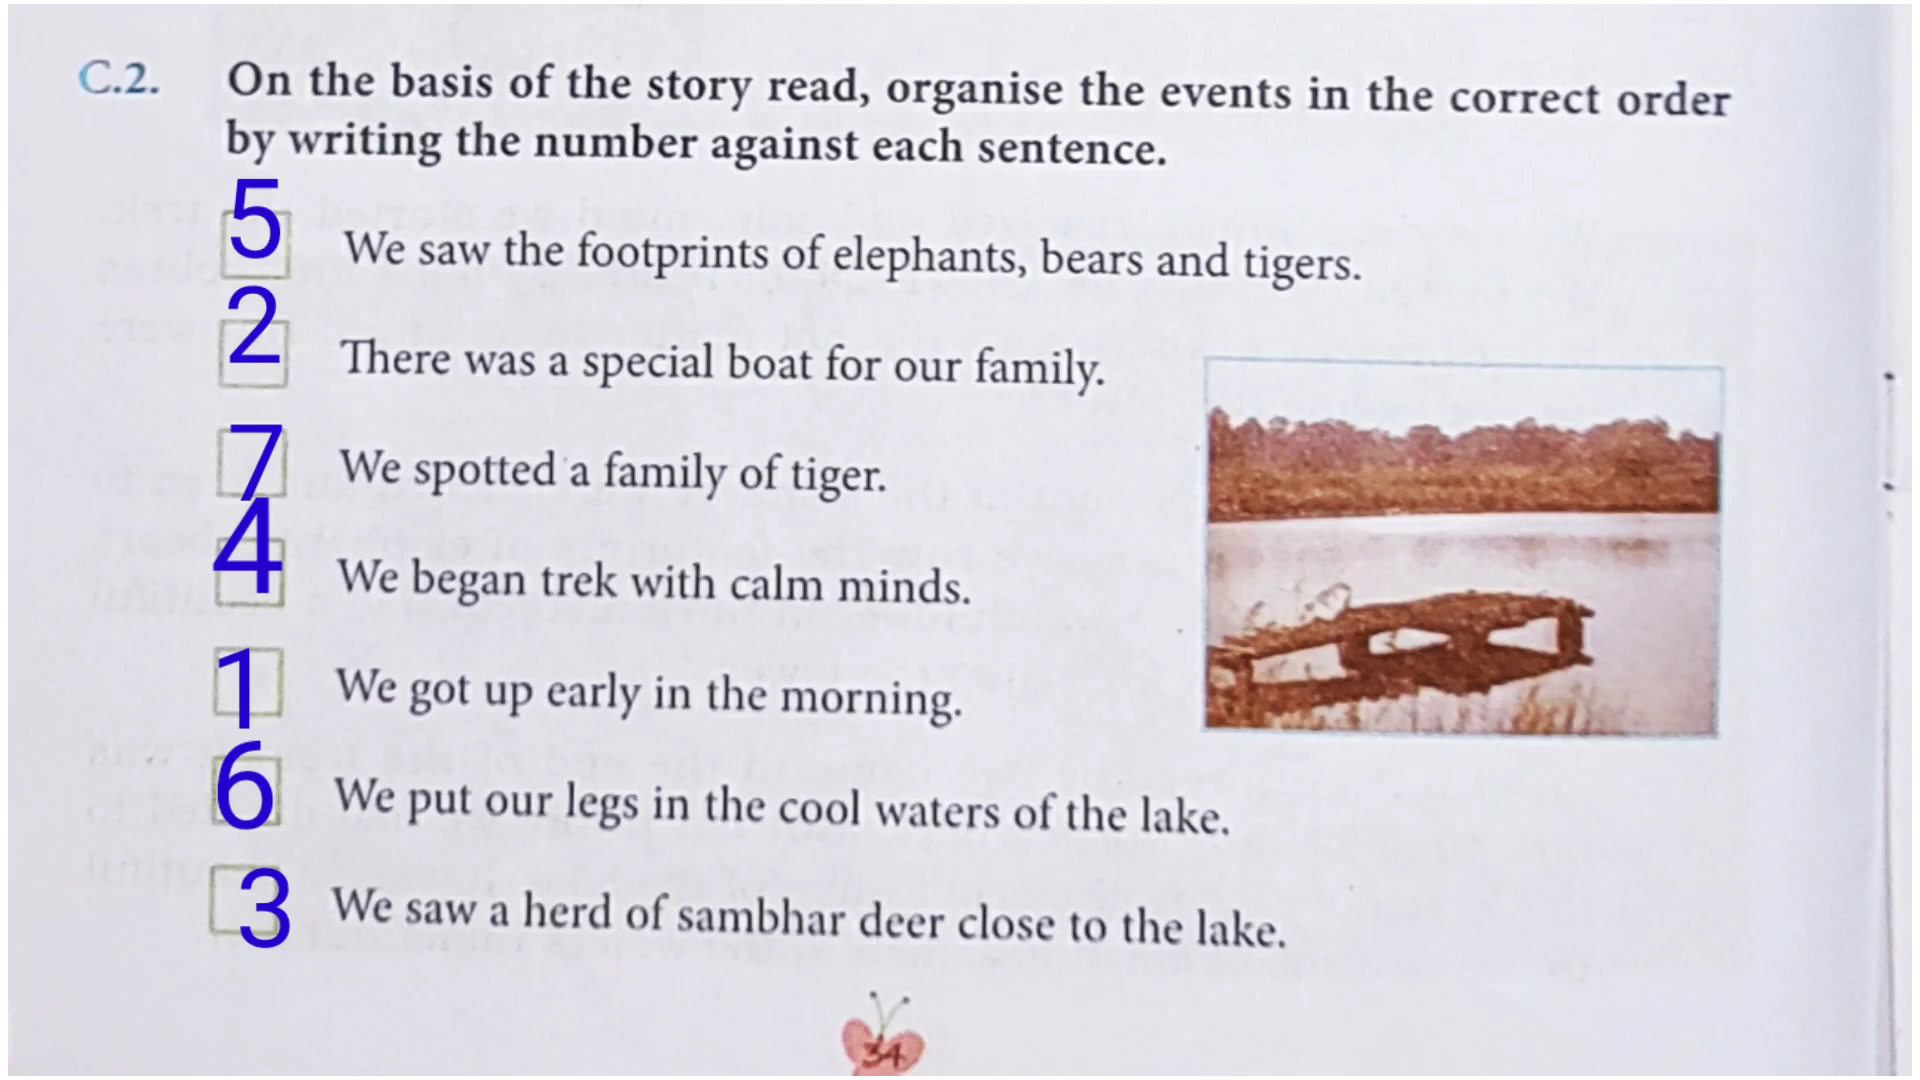 C.2. On the basis of the story read, organise the events in the correct order
by writing the number against each sentence.
5 We saw the footprints of elephants, bears and tigers.
2 There was a special boat for our family.
7 We spotted a family of tiger.
4 We began trek with calm minds.
1 We got up early in the morning.
6 We put our legs in the cool waters of the lake.
3 We saw a herd of sambhar deer close to the lake.
34